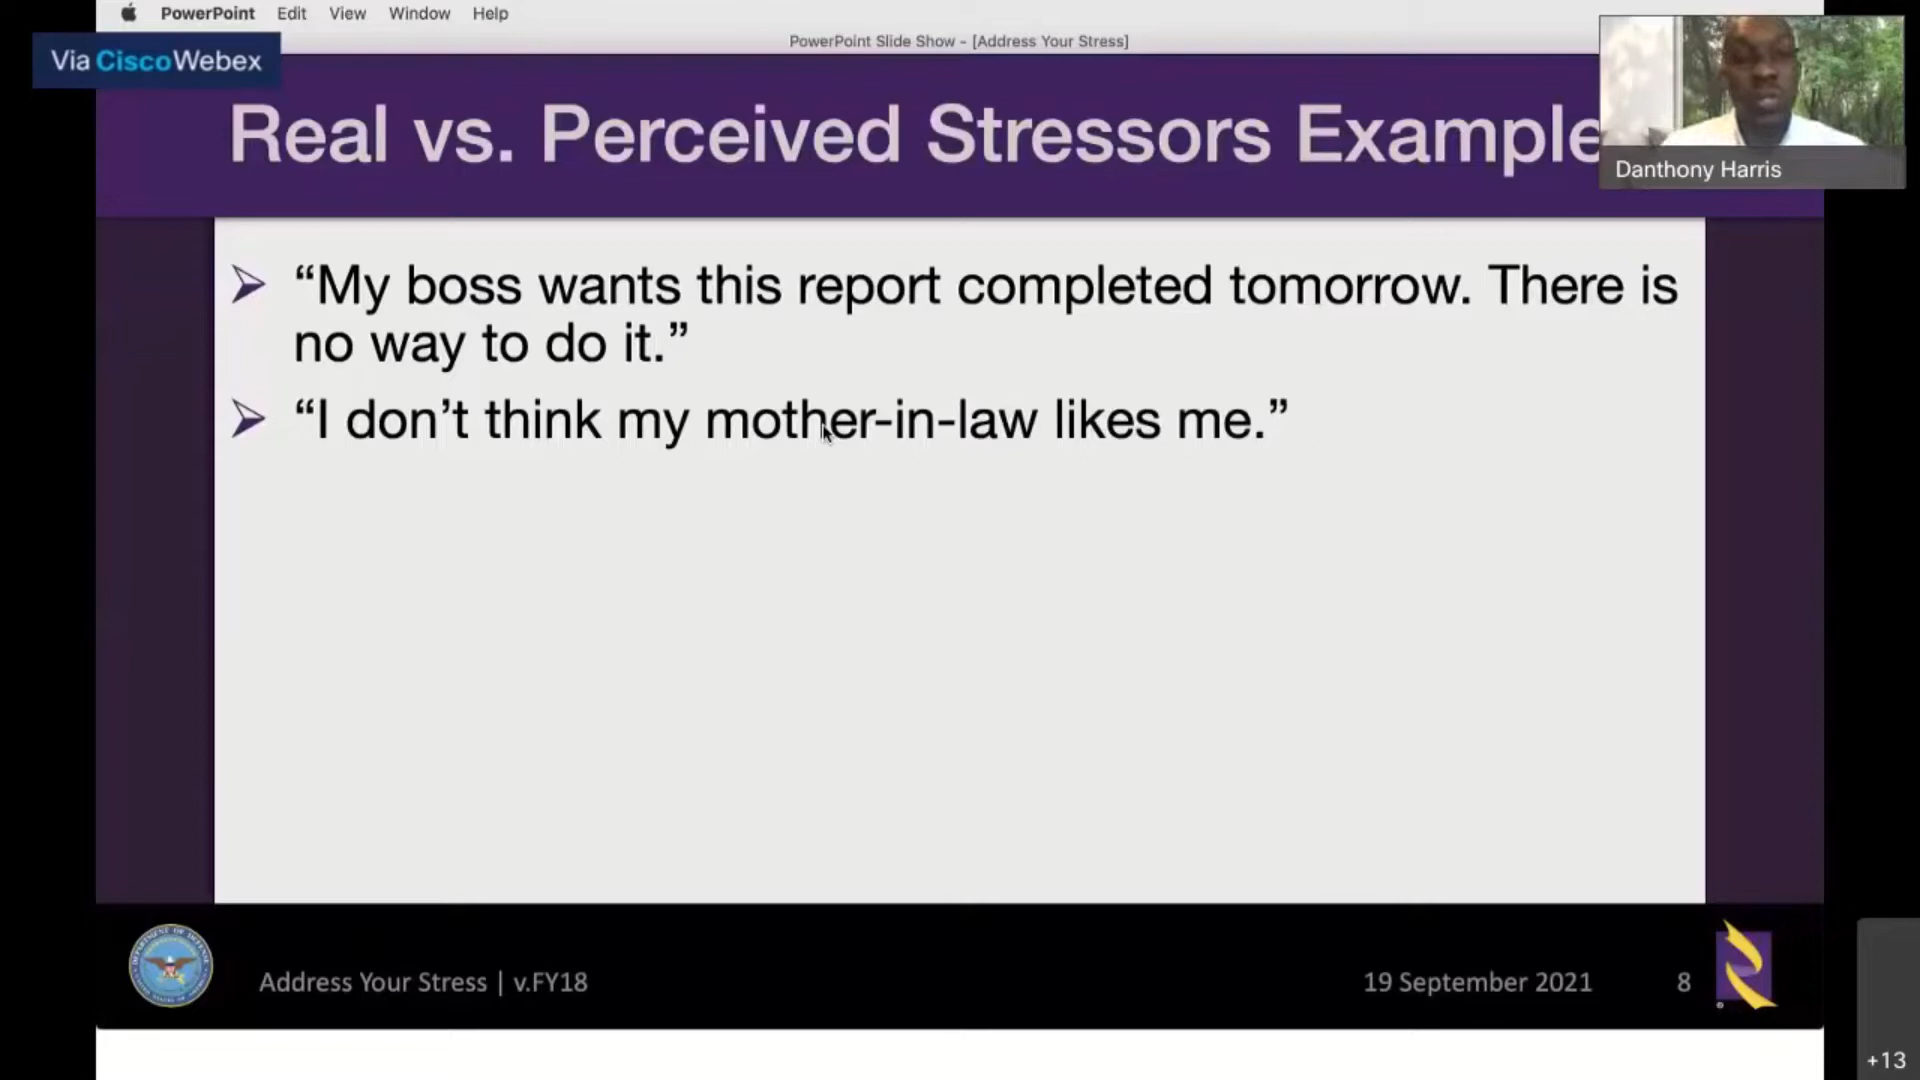 PowerPoint Edit View Window Help
PowerPoint Slide Show - [Address Your Stress]
Via CiscoWebex
Real vs. Perceived Stressors Example
Danthony Harris
“My boss wants this report completed tomorrow. There is
no way to do it.”
“I don’t think my mother-in-law likes me.”
Address Your Stress | v.FY18
19 September 2021
8
+13